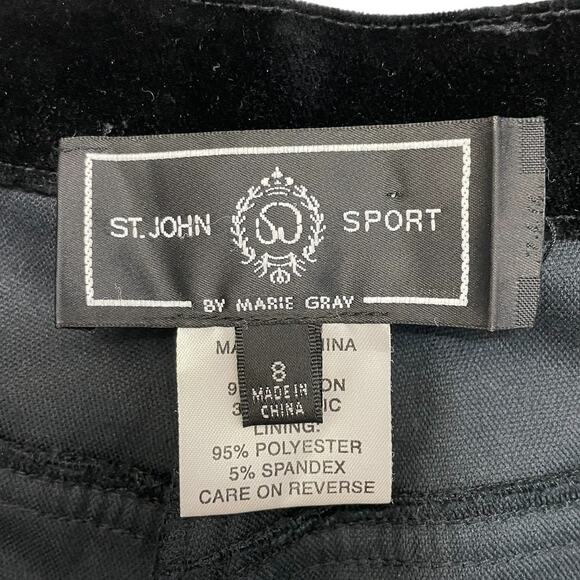 ST. JOHN SPORT
BY MARIE GRAY
8
MADE IN
CHINA
LINING:
95% POLYESTER
5% SPANDEX
CARE ON REVERSE